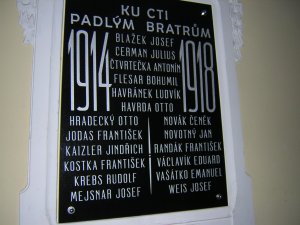 KU CTI
PADLÝM BRATRŮM
1914 1918
BLAŽEK JOSEF
CERMAN JULIUS
ČTVRTEČKA ANTONÍN
FLESAR BOHUMIL
HAVRÁNEK LUDVÍK
HAVRDA OTTO
HRADECKÝ OTTO
JODAS FRANTIŠEK
KAIZLER JINDŘICH
KOSTKA FRANTIŠEK
KREBS RUDOLF
MEJSNAR JOSEF
NOVÁK ČENĚK
NOVOTNÝ JAN
RANDÁK FRANTIŠEK
VÁCLAVÍK EDUARD
VAŠÁTKO EMANUEL
WEIS JOSEF